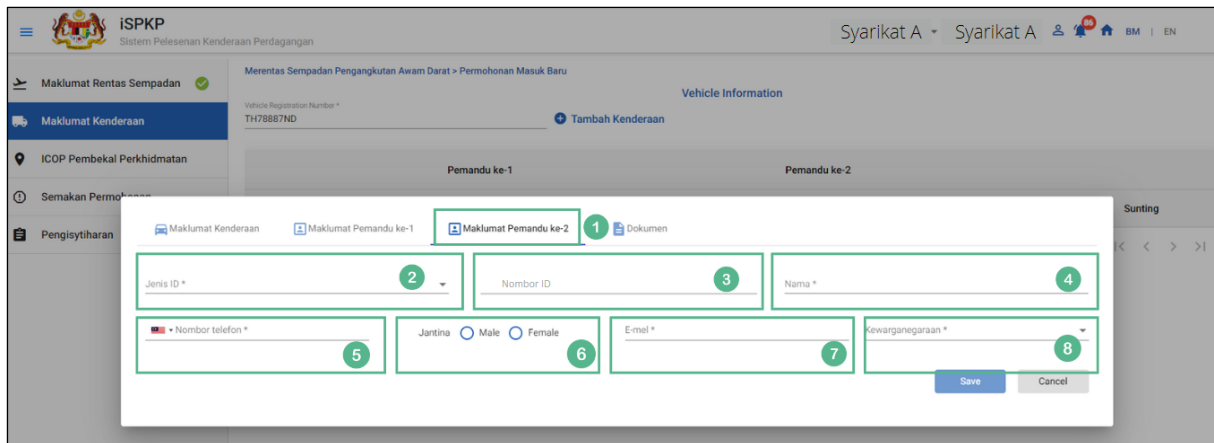 iSPKP
Sistem Pelesenan Kenderaan Perdagangan
Syarikat A Syarikat A 86 BM | EN
Maklumat Rentas Sempadan
Maklumat Kenderaan
ICOP Pembekal Perkhidmatan
Semakan Permohonan
Pengisytiharan
Merentas Sempadan Pengangkutan Awam Darat > Permohonan Masuk Baru
Vehicle Information
Vehicle Registration Number *
TH78887ND
Tambah Kenderaan
Pemandu ke-1 Pemandu ke-2
Sunting
Maklumat Kenderaan Maklumat Pemandu ke-1 Maklumat Pemandu ke-2 1 Dokumen
Jenis ID * 2 Nombor ID 3 Nama * 4
Nombor telefon * 5 Jantina Male Female 6 E-mel * 7 Kewarganegaraan * 8
Save Cancel